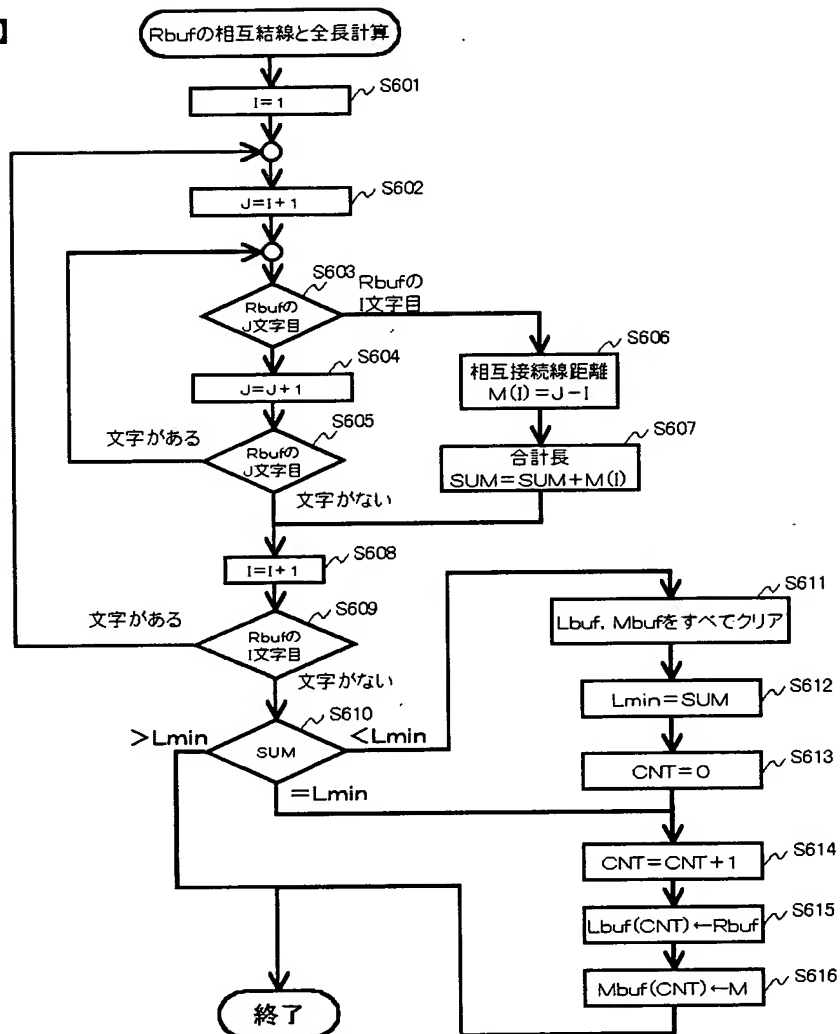 】
Rbufの相互結線と全長計算
S601
I=1
S602
J=I+1
S603
Rbufの
J文字目
Rbufの
I文字目
S604
J=J+1
S605
文字がある
Rbufの
J文字目
文字がない
S606
相互接続線距離
M(I)=J-I
S607
合計長
SUM=SUM+M(I)
S608
I=I+1
S609
文字がある
Rbufの
I文字目
文字がない
S610
>Lmin
SUM
<Lmin
=Lmin
S611
Lbuf, Mbufをすべてクリア
S612
Lmin=SUM
S613
CNT=0
S614
CNT=CNT+1
S615
Lbuf(CNT)←Rbuf
S616
Mbuf(CNT)←M
終了